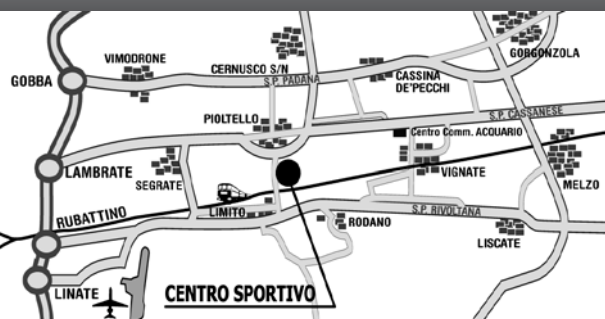 GORGONZOLA
VIMODRONE
CERNUSCO S/N
GOBBA
S.P. PADANA
CASSINA
DE'PECCHI
S.P. CASSANESE
PIOLTELLO
Centro Comm. ACQUARIO
LAMBRATE
SEGRATE
VIGNATE
MELZO
LIMITO
RUBATTINO
S.P. RIVOLTANA
RODANO
LISCATE
LINATE
CENTRO SPORTIVO